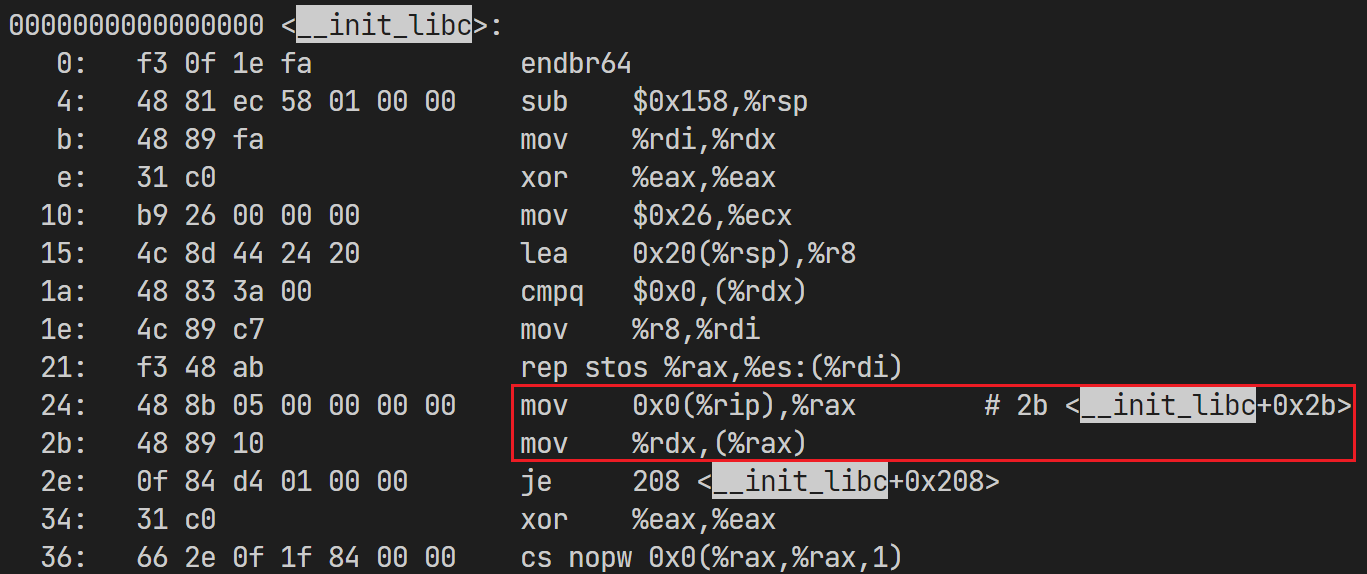 0000000000000000 <__init_libc>:
0: f3 0f 1e fa endbr64
4: 48 81 ec 58 01 00 00 sub $0x158,%rsp
b: 48 89 fa mov %rdi,%rdx
e: 31 c0 xor %eax,%eax
10: b9 26 00 00 00 mov $0x26,%ecx
15: 4c 8d 44 24 20 lea 0x20(%rsp),%r8
1a: 48 83 3a 00 cmpq $0x0,(%rdx)
1e: 4c 89 c7 mov %r8,%rdi
21: f3 48 ab rep stos %rax,%es:(%rdi)
24: 48 8b 05 00 00 00 00 mov 0x0(%rip),%rax # 2b <__init_libc+0x2b>
2b: 48 89 10 mov %rdx,(%rax)
2e: 0f 84 d4 01 00 00 je 208 <__init_libc+0x208>
34: 31 c0 xor %eax,%eax
36: 66 2e 0f 1f 84 00 00 cs nopw 0x0(%rax,%rax,1)